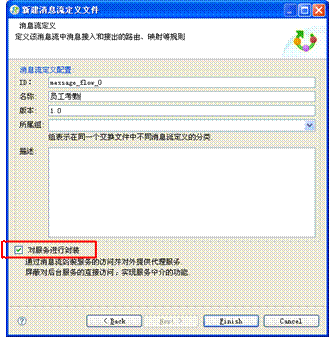 新建消息流定义文件
消息流定义
定义该消息流中消息接入和接出的路由、映射等规则
消息流定义配置
ID：
message_flow_0
名称：
员工考勤
版本：
1.0
所属组：
组表示在同一个交换文件中不同消息流定义的分类
描述：
对服务进行封装
通过消息流封装服务的访问并对外提供代理服务
屏蔽对后台服务的直接访问；实现服务中介的功能.
< Back
Next >
Finish
Cancel